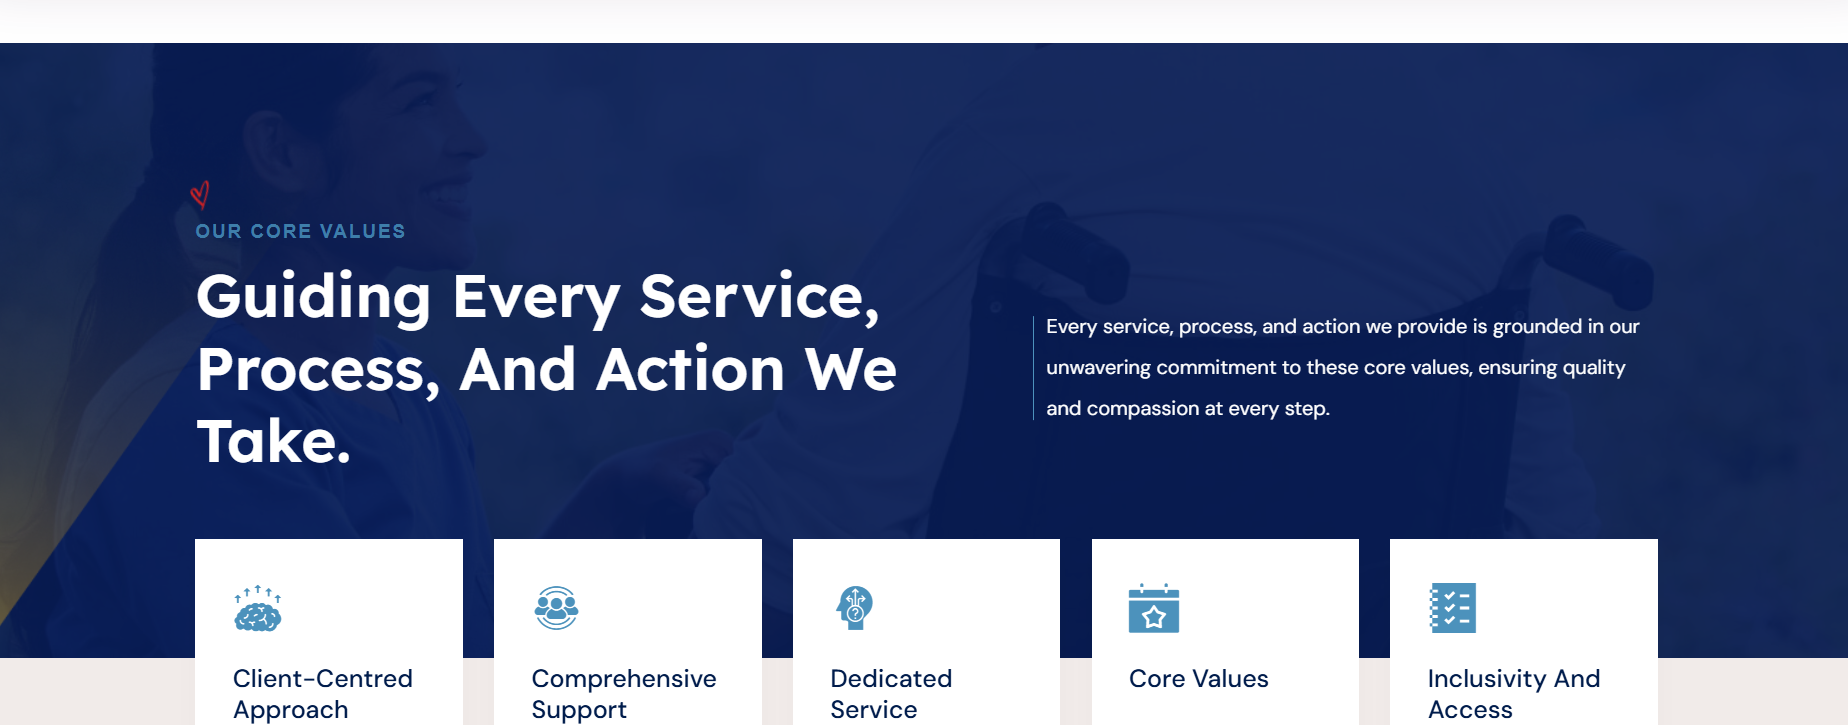 OUR CORE VALUES
Guiding Every Service,
Process, And Action We
Take.
Every service, process, and action we provide is grounded in our
unwavering commitment to these core values, ensuring quality
and compassion at every step.
Client-Centred
Approach
Comprehensive
Support
Dedicated
Service
Core Values
Inclusivity And
Access